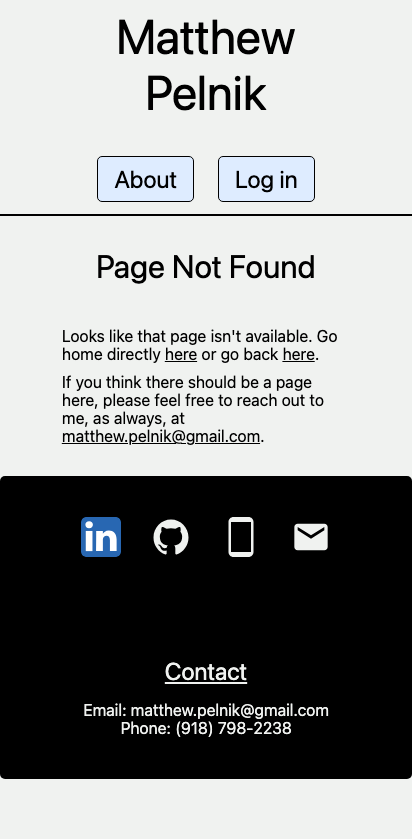 Matthew
Pelnik
About
Log in
Page Not Found
Looks like that page isn't available. Go
home directly here or go back here.
If you think there should be a page
here, please feel free to reach out to
me, as always, at
matthew.pelnik@gmail.com.
in
Contact
Email: matthew.pelnik@gmail.com
Phone: (918) 798-2238